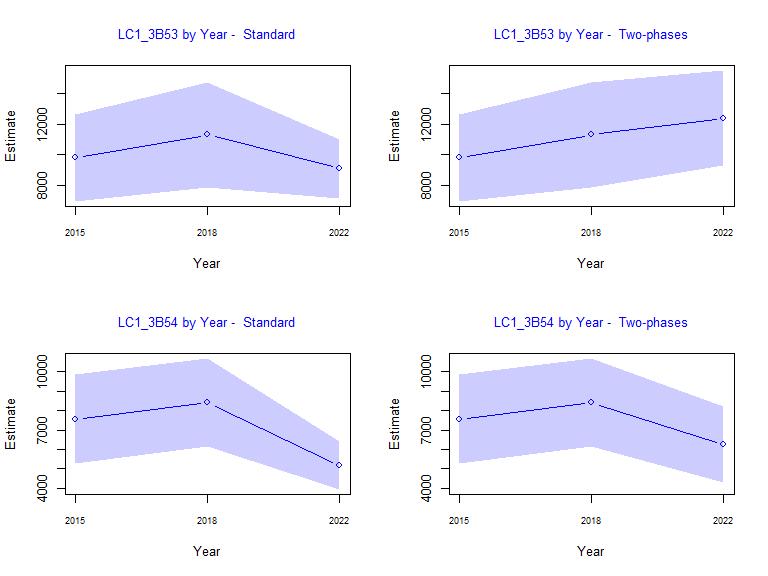 LC1_3B53 by Year -  Standard
Estimate
12000
8000
2015
2018
2022
Year
LC1_3B53 by Year -  Two-phases
Estimate
12000
8000
2015
2018
2022
Year
LC1_3B54 by Year -  Standard
Estimate
10000
7000
4000
2015
2018
2022
Year
LC1_3B54 by Year -  Two-phases
Estimate
10000
7000
4000
2015
2018
2022
Year